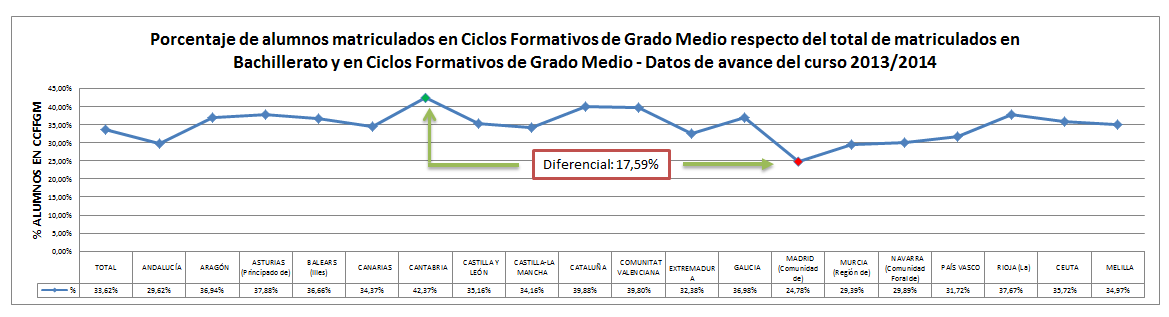 Porcentaje de alumnos matriculados en Ciclos Formativos de Grado Medio respecto del total de matriculados en
Bachillerato y en Ciclos Formativos de Grado Medio - Datos de avance del curso 2013/2014
% ALUMNOS EN CCFFGM
45,00%
40,00%
35,00%
30,00%
25,00%
20,00%
15,00%
10,00%
5,00%
0,00%
Diferencial: 17,59%
TOTAL
ANDALUCÍA
ARAGÓN
ASTURIAS
(Principado de)
BALEARS
(Illes)
CANARIAS
CANTABRIA
CASTILLA Y
LEÓN
CASTILLA-LA
MANCHA
CATALUÑA
COMUNITAT
VALENCIANA
EXTREMADUR
A
GALICIA
MADRID
(Comunidad
de)
MURCIA
(Región de)
NAVARRA
(Comunidad
Foral de)
PAÍS VASCO
RIOJA (La)
CEUTA
MELILLA
% 33,62% 29,62% 36,94% 37,88% 36,66% 34,37% 42,37% 35,16% 34,16% 39,88% 39,80% 32,38% 36,98% 24,78% 29,39% 29,89% 31,72% 37,67% 35,72% 34,97%